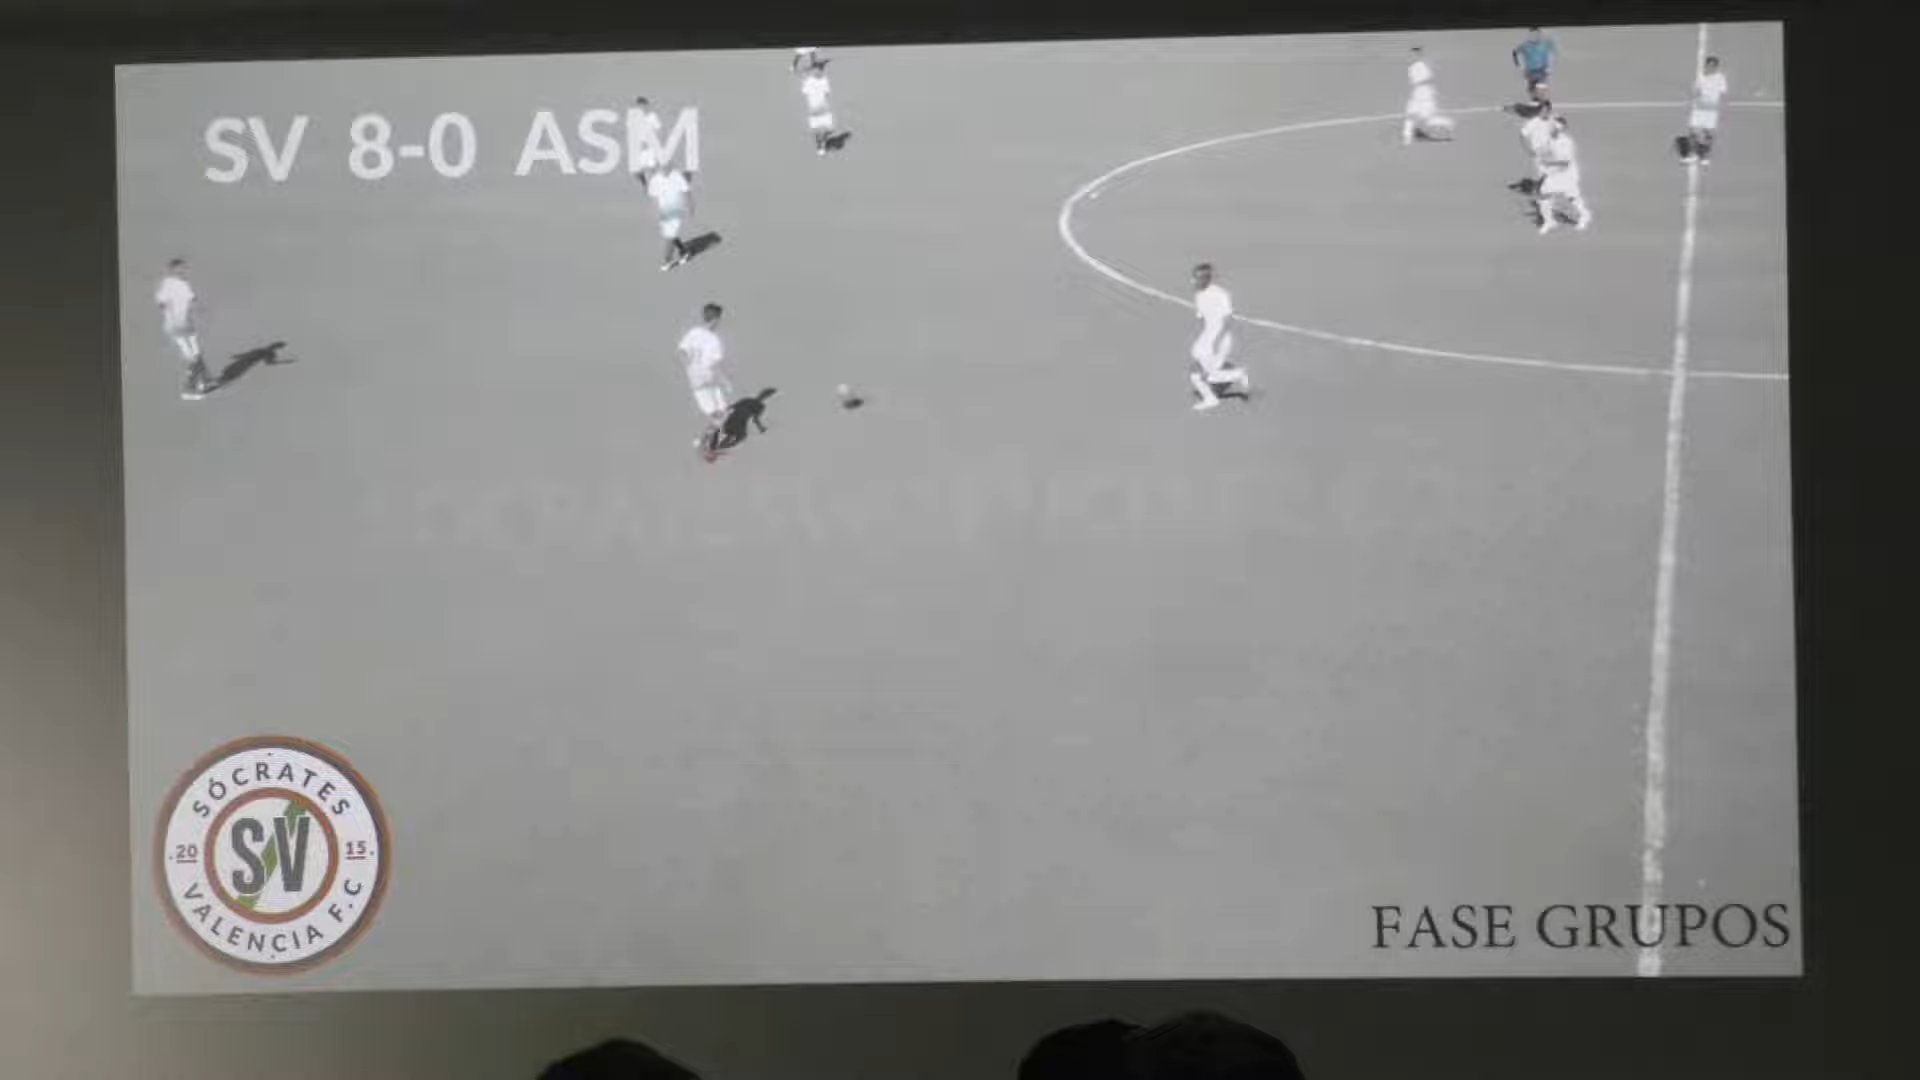 SV 8-0 ASM
SÓCRATES
20 SV 15
VALENCIA F.C
FASE GRUPOS